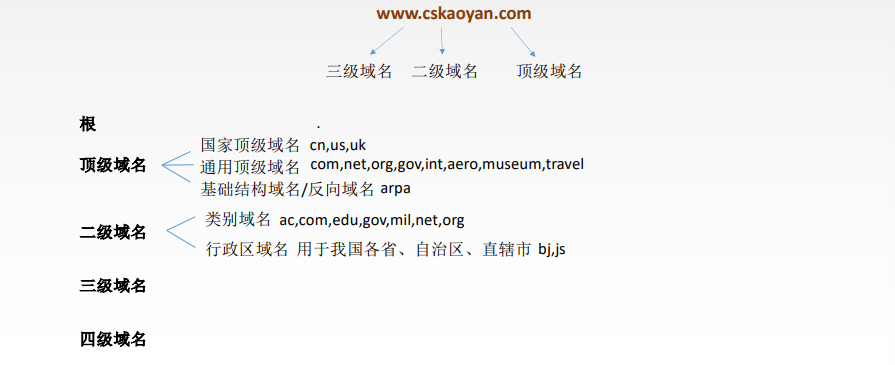 www.cskaoyan.com
三级域名 二级域名 顶级域名
根 .
国家顶级域名 cn,us,uk
顶级域名
通用顶级域名 com,net,org,gov,int,aero,museum,travel
基础结构域名/反向域名 arpa
类别域名 ac,com,edu,gov,mil,net,org
二级域名
行政区域名 用于我国各省、自治区、直辖市 bj,js
三级域名
四级域名